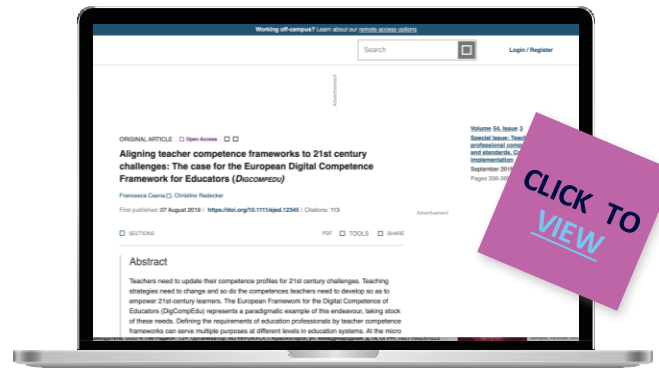 Working off-campus? Learn about our remote access options
Search
Login / Register
Advertisement
ORIGINAL ARTICLE Open Access
Aligning teacher competence frameworks to 21st century
challenges: The case for the European Digital Competence
Framework for Educators (DIGCOMPEDU)
Francesca Caena, Christine Redecker
First published: 07 August 2019 | https://doi.org/10.1111/ejed.12345 | Citations: 113
Advertisement
SECTIONS
PDF TOOLS SHARE
Abstract
Teachers need to update their competence profiles for 21st century challenges. Teaching
strategies need to change and so do the competences teachers need to develop so as to
empower 21st-century learners. The European Framework for the Digital Competence of
Educators (DigCompEdu) represents a paradigmatic example of this endeavour, taking stock
of these needs. Defining the requirements of education professionals by teacher competence
frameworks can serve multiple purposes at different levels in education systems. At the micro
Volume 54, Issue 3
Special Issue:
professional
and standards.
implementation
September
Pages
CLICK TO
VIEW